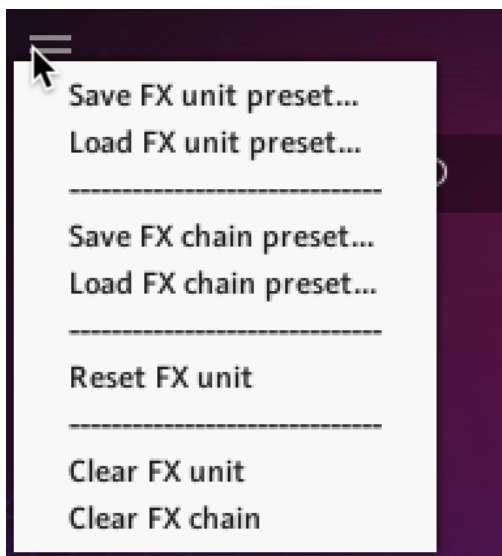 Save FX unit preset...
Load FX unit preset...
------------------------------
Save FX chain preset...
Load FX chain preset...
------------------------------
Reset FX unit
------------------------------
Clear FX unit
Clear FX chain